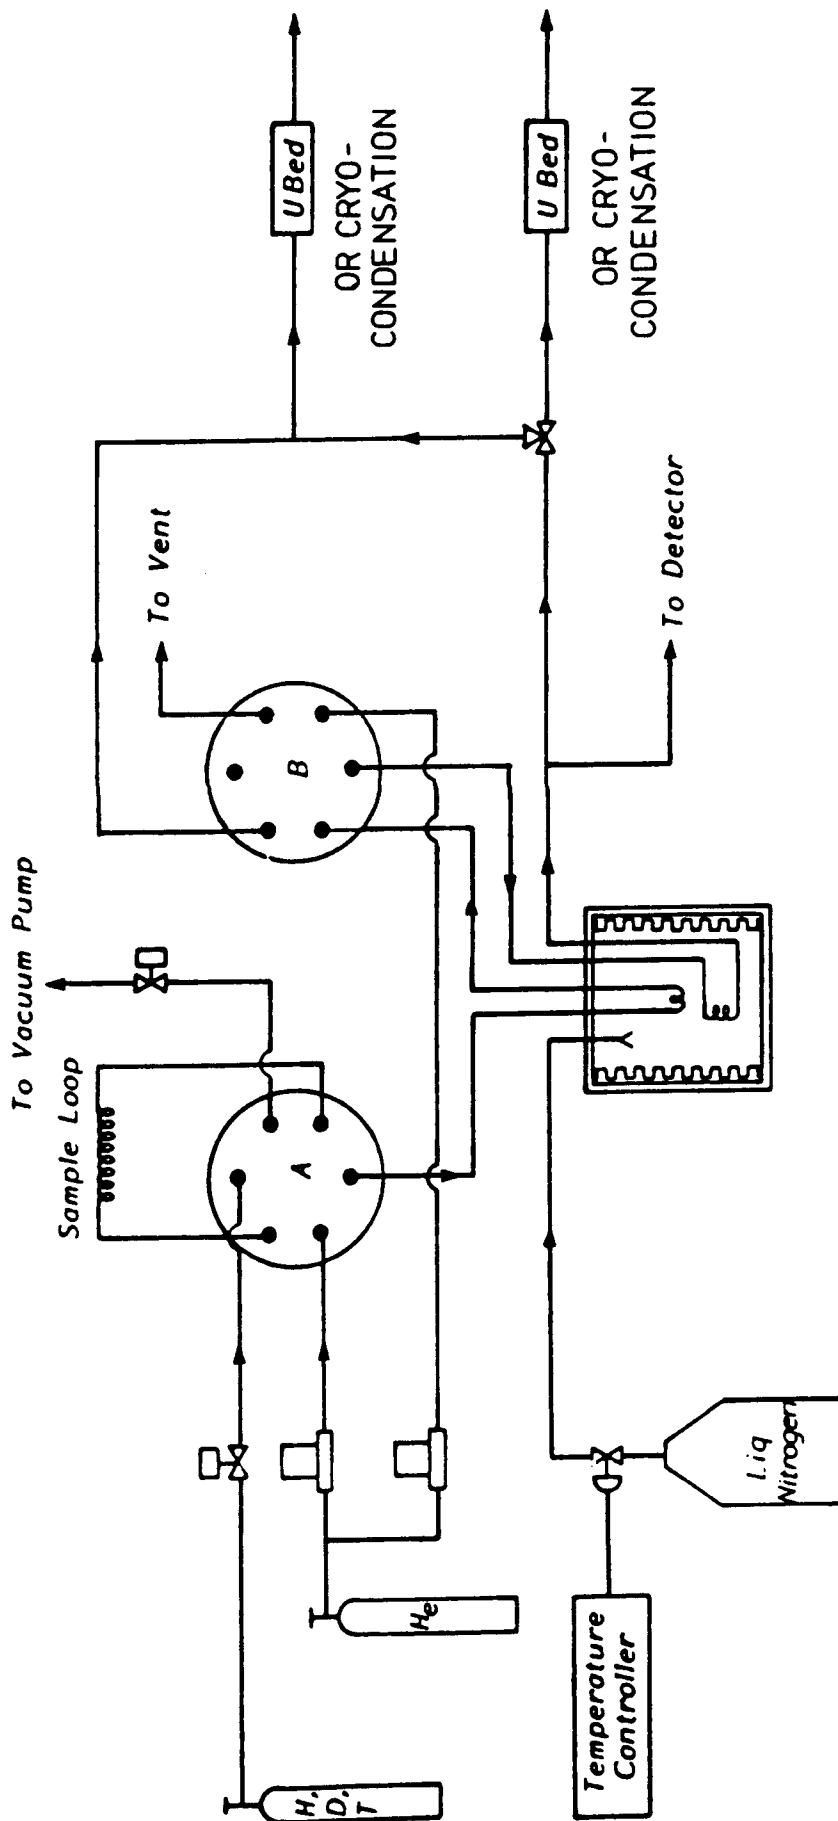 To Vacuum Pump
Sample Loop
To Vent
U Bed
OR CRYO-
CONDENSATION
A
B
H,
D,
T
He
U Bed
OR CRYO-
CONDENSATION
To Detector
Temperature
Controller
Liq
Nitrogen